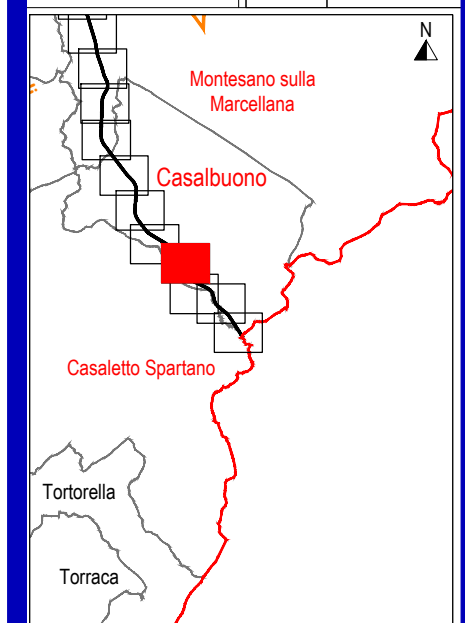 N
Montesano sulla
Marcellana
Casalbuono
Casaletto Spartano
Tortorella
Torraca